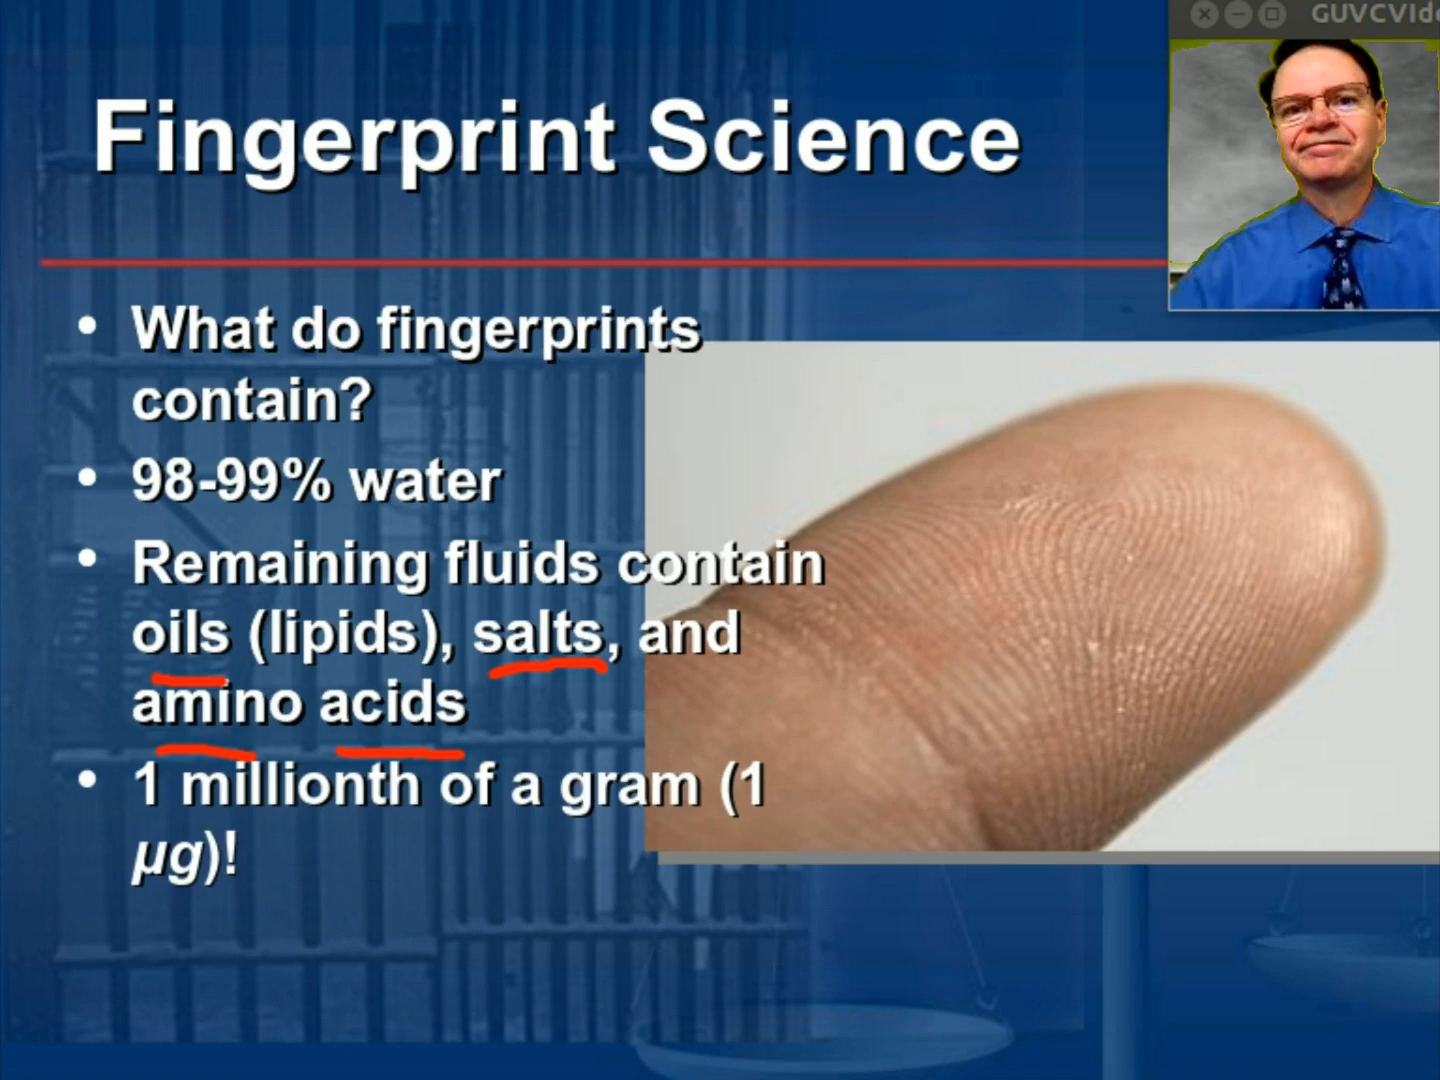 GUVCVId
Fingerprint Science
• What do fingerprints
contain?
• 98-99% water
• Remaining fluids contain
oils (lipids), salts, and
amino acids
• 1 millionth of a gram (1
µg)!